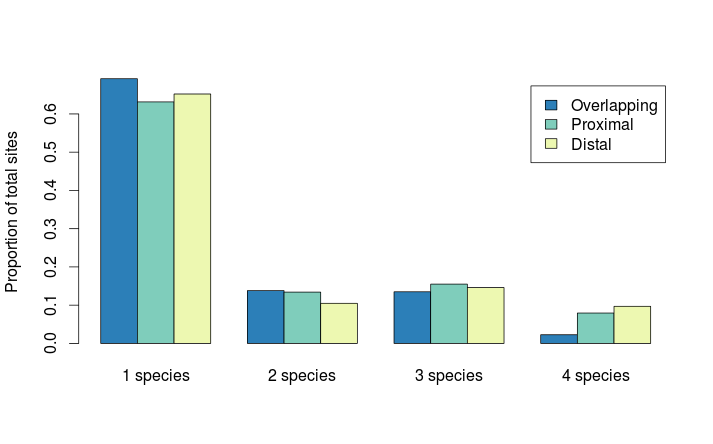 Proportion of total sites
0.6
0.5
0.4
0.3
0.2
0.1
0.0
Overlapping
Proximal
Distal
1 species
2 species
3 species
4 species